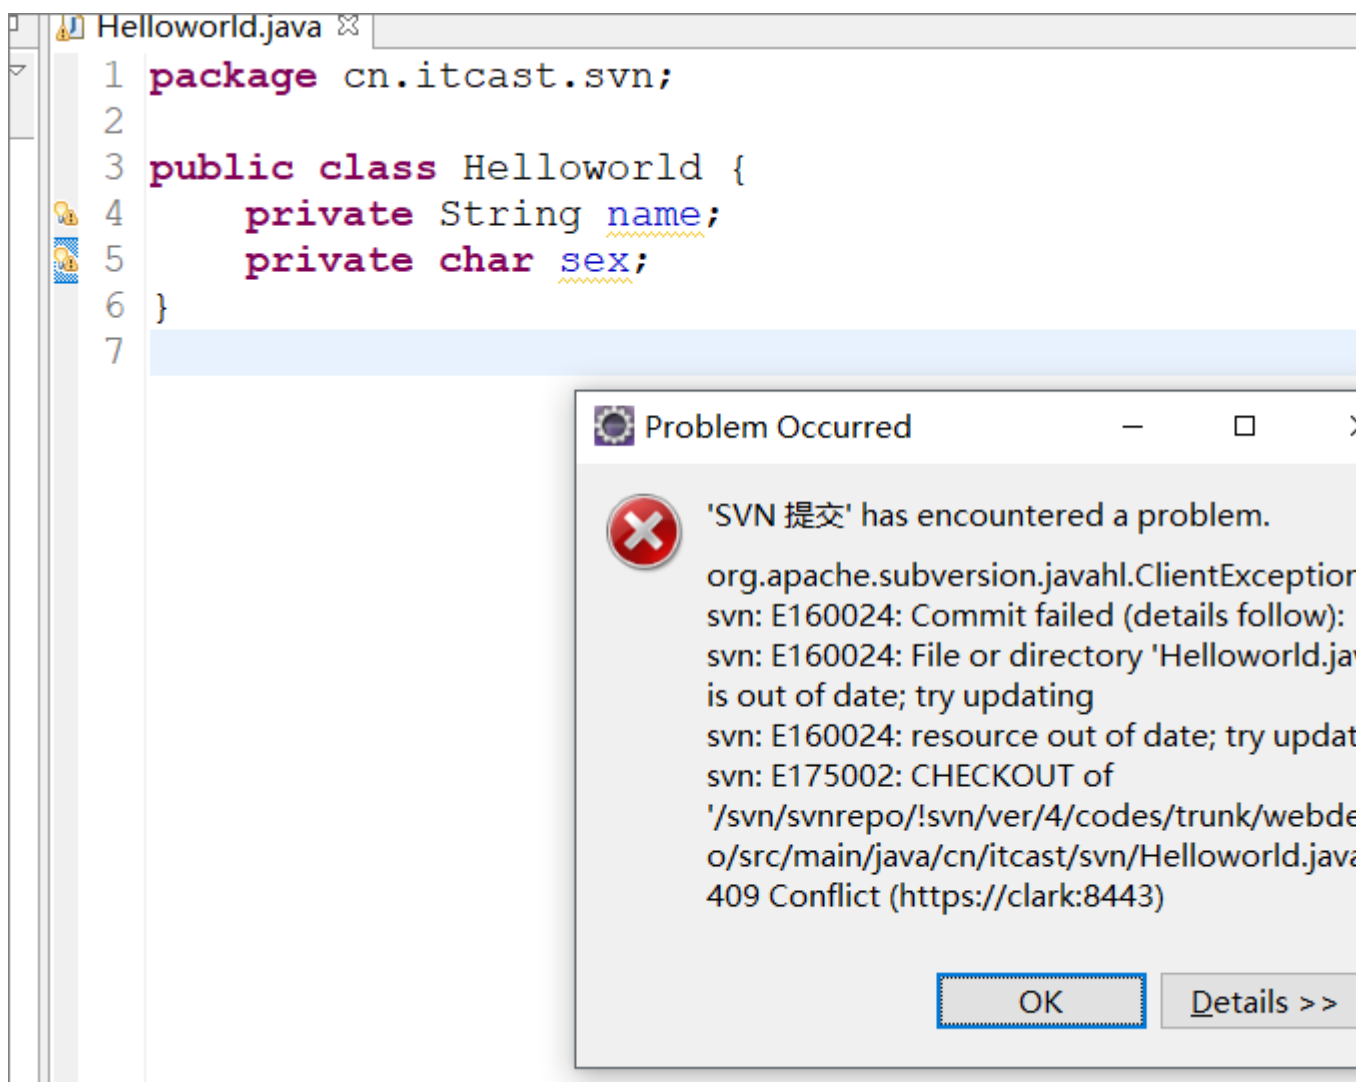 Helloworld.java
1 package cn.itcast.svn;
2
3 public class Helloworld {
4 private String name;
5 private char sex;
6 }
7
Problem Occurred
'SVN 提交' has encountered a problem.
org.apache.subversion.javahl.ClientException
svn: E160024: Commit failed (details follow):
svn: E160024: File or directory 'Helloworld.jav
is out of date; try updating
svn: E160024: resource out of date; try updat
svn: E175002: CHECKOUT of
'/svn/svnrepo/!svn/ver/4/codes/trunk/webde
o/src/main/java/cn/itcast/svn/Helloworld.java
409 Conflict (https://clark:8443)
OK
Details >>